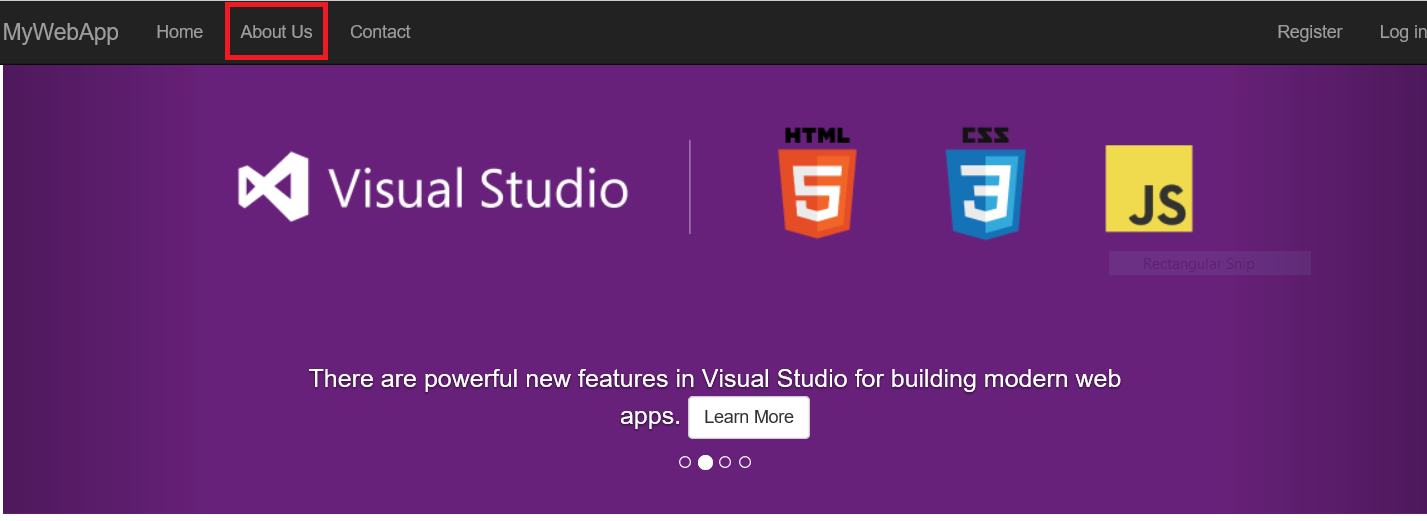 MyWebApp Home About Us Contact Register Log in
HTML CSS
Visual Studio 5 3 JS
Rectangular Snip
There are powerful new features in Visual Studio for building modern web
apps. Learn More